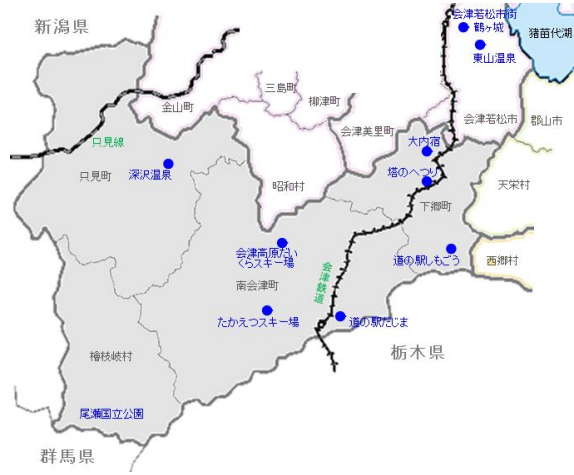 新潟県
会津若松市街
鶴ヶ城
猪苗代湖
東山温泉
三島町
金山町
柳津町
会津若松市
郡山市
会津美里町
只見線
大内宿
只見町
深沢温泉
塔のへつり
天栄村
昭和村
下郷町
会津高原だい
くらスキー場
道の駅しもごう
西郷村
南会津町
会津鉄道
たかえつスキー場
道の駅たじま
栃木県
檜枝岐村
尾瀬国立公園
群馬県